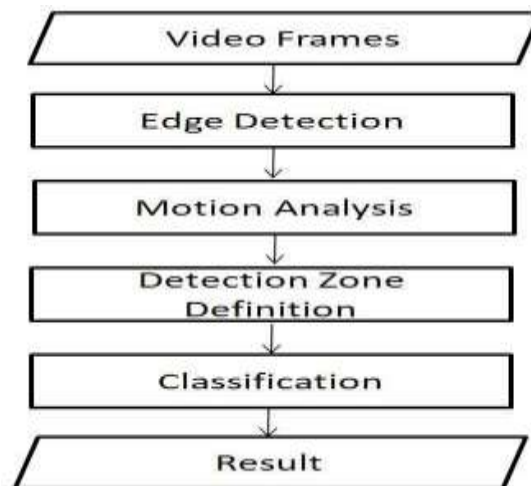 Video Frames
Edge Detection
Motion Analysis
Detection Zone
Definition
Classification
Result